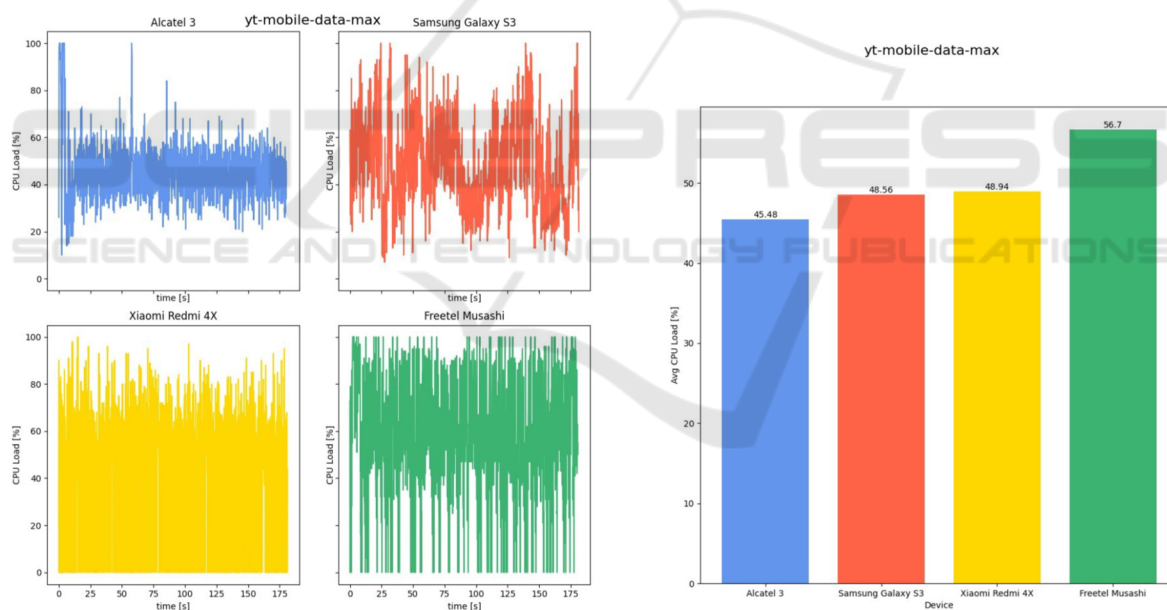 yt-mobile-data-max
Alcatel 3
Samsung Galaxy S3
CPU Load [%]
100
80
60
40
20
0
time [s]
CPU Load [%]
time [s]
Xiaomi Redmi 4X
Freetel Musashi
CPU Load [%]
100
80
60
40
20
0
0 25 50 75 100 125 150 175
time [s]
CPU Load [%]
0 25 50 75 100 125 150 175
time [s]
yt-mobile-data-max
Avg CPU Load [%]
50
40
30
20
10
0
45.48
48.56
48.94
56.7
Alcatel 3
Samsung Galaxy S3
Xiaomi Redmi 4X
Freetel Musashi
Device
SCITEPRESS
SCIENCE AND TECHNOLOGY PUBLICATIONS